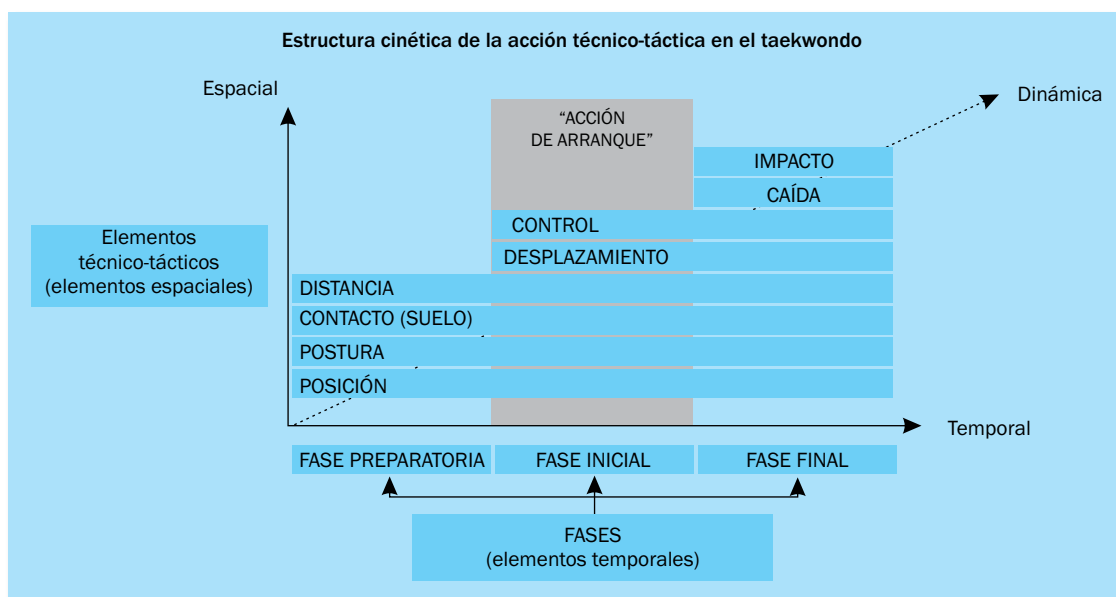 Estructura cinética de la acción técnico-táctica en el taekwondo
Espacial
Dinámica
“ACCIÓN
DE ARRANQUE”
IMPACTO
CAÍDA
CONTROL
DESPLAZAMIENTO
Elementos
técnico-tácticos
(elementos espaciales)
DISTANCIA
CONTACTO (SUELO)
POSTURA
POSICIÓN
Temporal
FASE PREPARATORIA
FASE INICIAL
FASE FINAL
FASES
(elementos temporales)